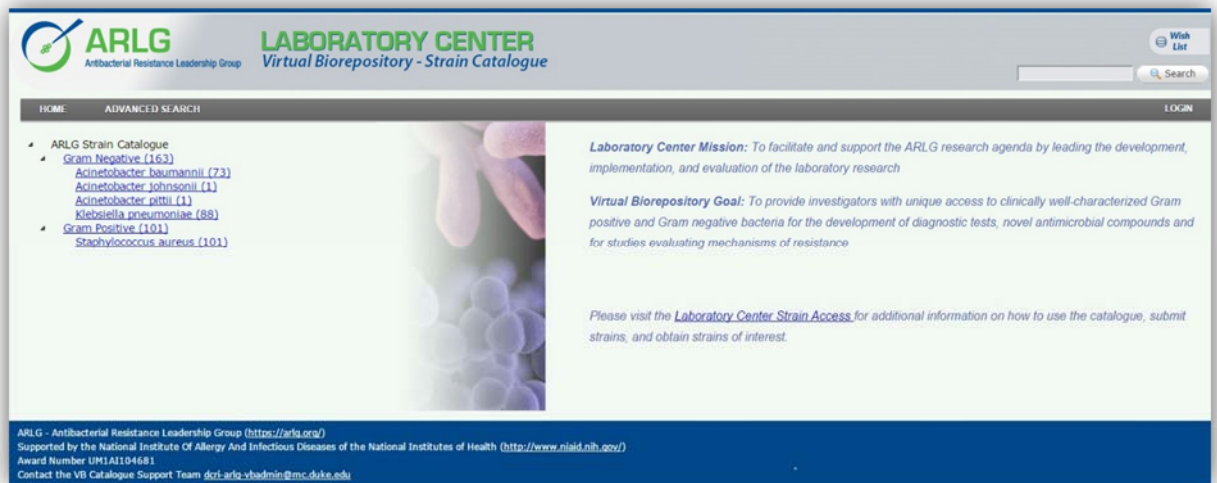 ARLG
Antibacterial Resistance Leadership Group
LABORATORY CENTER
Virtual Biorepository - Strain Catalogue
Wish
List
Search
HOME ADVANCED SEARCH LOGIN
ARLG Strain Catalogue
Gram Negative (163)
Acinetobacter baumannii (73)
Acinetobacter johnsonii (1)
Acinetobacter pittii (1)
Klebsiella pneumoniae (88)
Gram Positive (101)
Staphylococcus aureus (101)
Laboratory Center Mission: To facilitate and support the ARLG research agenda by leading the development,
implementation, and evaluation of the laboratory research
Virtual Biorepository Goal: To provide investigators with unique access to clinically well-characterized Gram
positive and Gram negative bacteria for the development of diagnostic tests, novel antimicrobial compounds and
for studies evaluating mechanisms of resistance
Please visit the Laboratory Center Strain Access for additional information on how to use the catalogue, submit
strains, and obtain strains of interest.
ARLG - Antibacterial Resistance Leadership Group (https://arlg.org/)
Supported by the National Institute Of Allergy And Infectious Diseases of the National Institutes of Health (http://www.niaid.nih.gov/)
Award Number UM1AI104681
Contact the VB Catalogue Support Team dcri-arlg-vbadmin@mc.duke.edu